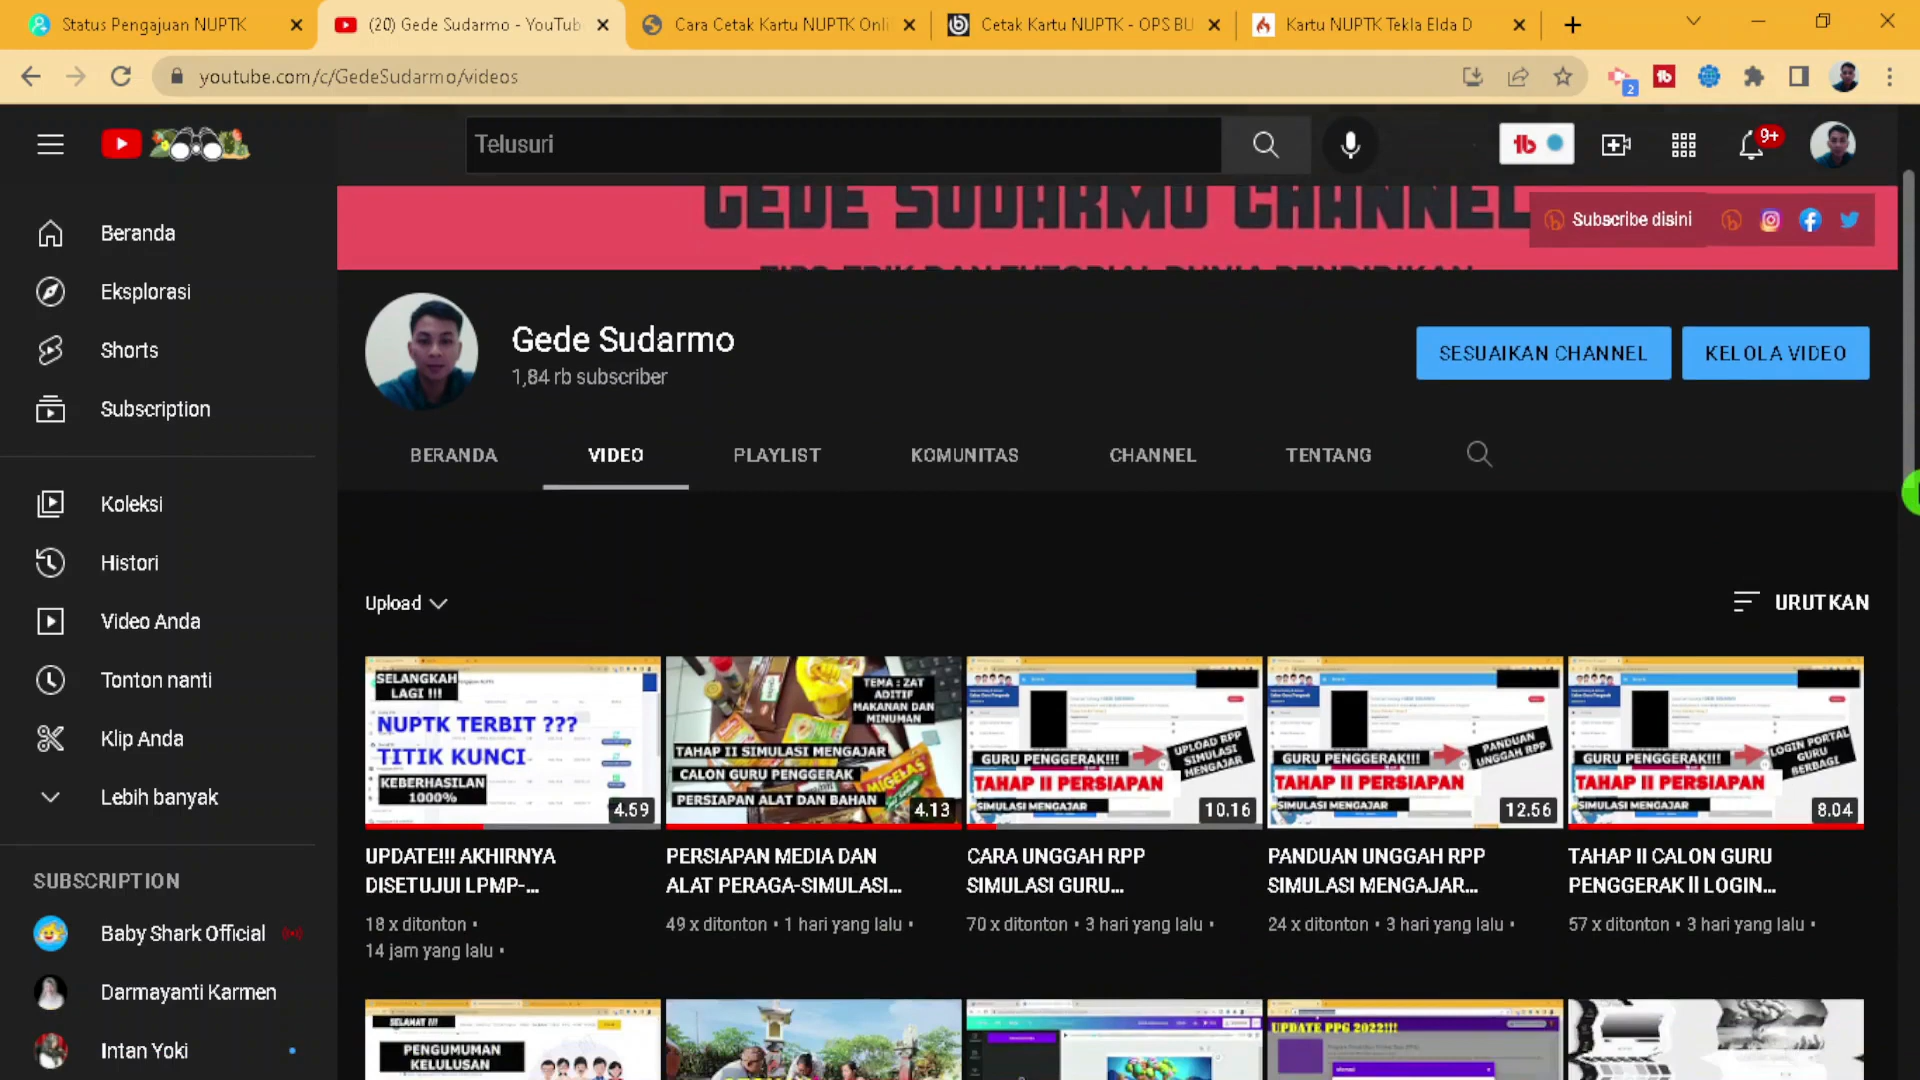 Status Pengajuan NUPTK
(20) Gede Sudarmo - YouTub
Cara Cetak Kartu NUPTK Onli
Cetak Kartu NUPTK - OPS BU
Kartu NUPTK Tekla Elda D
youtube.com/c/GedeSudarmo/videos
2
Telusuri
9+
GEDE SUDARMO CHANNEL
TIPS TRIK DAN TUTORIAL DUNIA PENDIDIKAN
Subscribe disini
Beranda
Eksplorasi
Shorts
Subscription
Koleksi
Histori
Video Anda
Tonton nanti
Klip Anda
Lebih banyak
SUBSCRIPTION
Baby Shark Official
Darmayanti Karmen
Intan Yoki
Gede Sudarmo
1,84 rb subscriber
SESUAIKAN CHANNEL
KELOLA VIDEO
BERANDA
VIDEO
PLAYLIST
KOMUNITAS
CHANNEL
TENTANG
Upload
URUTKAN
SELANGKAH
LAGI !!!
NUPTK TERBIT ???
TITIK KUNCI
KEBERHASILAN
1000%
4.59
UPDATE!!! AKHIRNYA
DISETUJUI LPMP-...
18 x ditonton •
14 jam yang lalu •
TEMA : ZAT
ADITIF
MAKANAN DAN
MINUMAN
TAHAP II SIMULASI MENGAJAR
CALON GURU PENGGERAK
PERSIAPAN ALAT DAN BAHAN
MIGELAS
4.13
PERSIAPAN MEDIA DAN
ALAT PERAGA-SIMULASI...
49 x ditonton • 1 hari yang lalu •
UPLOAD RPP
SIMULASI
MENGAJAR
GURU PENGGERAK!!!
TAHAP II PERSIAPAN
SIMULASI MENGAJAR
10.16
CARA UNGGAH RPP
SIMULASI GURU...
70 x ditonton • 3 hari yang lalu •
PANDUAN
UNGGAH RPP
GURU PENGGERAK!!!
TAHAP II PERSIAPAN
SIMULASI MENGAJAR
12.56
PANDUAN UNGGAH RPP
SIMULASI MENGAJAR...
24 x ditonton • 3 hari yang lalu •
LOGIN PORTAL
GURU
BERBAGI
GURU PENGGERAK!!!
TAHAP II PERSIAPAN
SIMULASI MENGAJAR
8.04
TAHAP II CALON GURU
PENGGERAK ll LOGIN...
57 x ditonton • 3 hari yang lalu •
SELAMAT !!!
PENGUMUMAN
KELULUSAN
UPDATE PPG 2022!!!